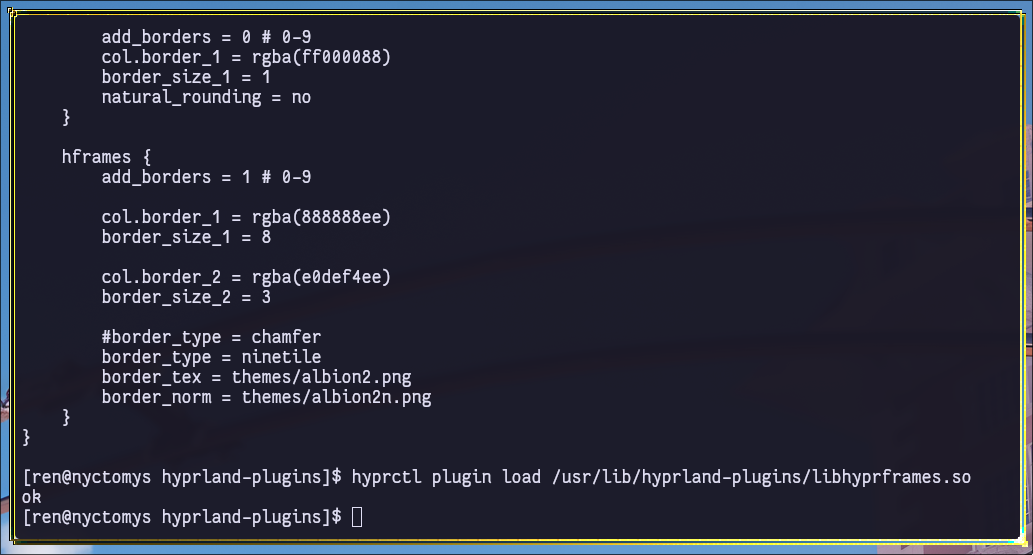 add_borders = 0 # 0-9
col.border_1 = rgba(ff000088)
border_size_1 = 1
natural_rounding = no
}
hframes {
add_borders = 1 # 0-9
col.border_1 = rgba(888888ee)
border_size_1 = 8
col.border_2 = rgba(e0def4ee)
border_size_2 = 3
#border_type = chamfer
border_type = ninetile
border_tex = themes/albion2.png
border_norm = themes/albion2n.png
}
}
[ren@nyctomys hyprland-plugins]$ hyprctl plugin load /usr/lib/hyprland-plugins/libhyprframes.so
ok
[ren@nyctomys hyprland-plugins]$